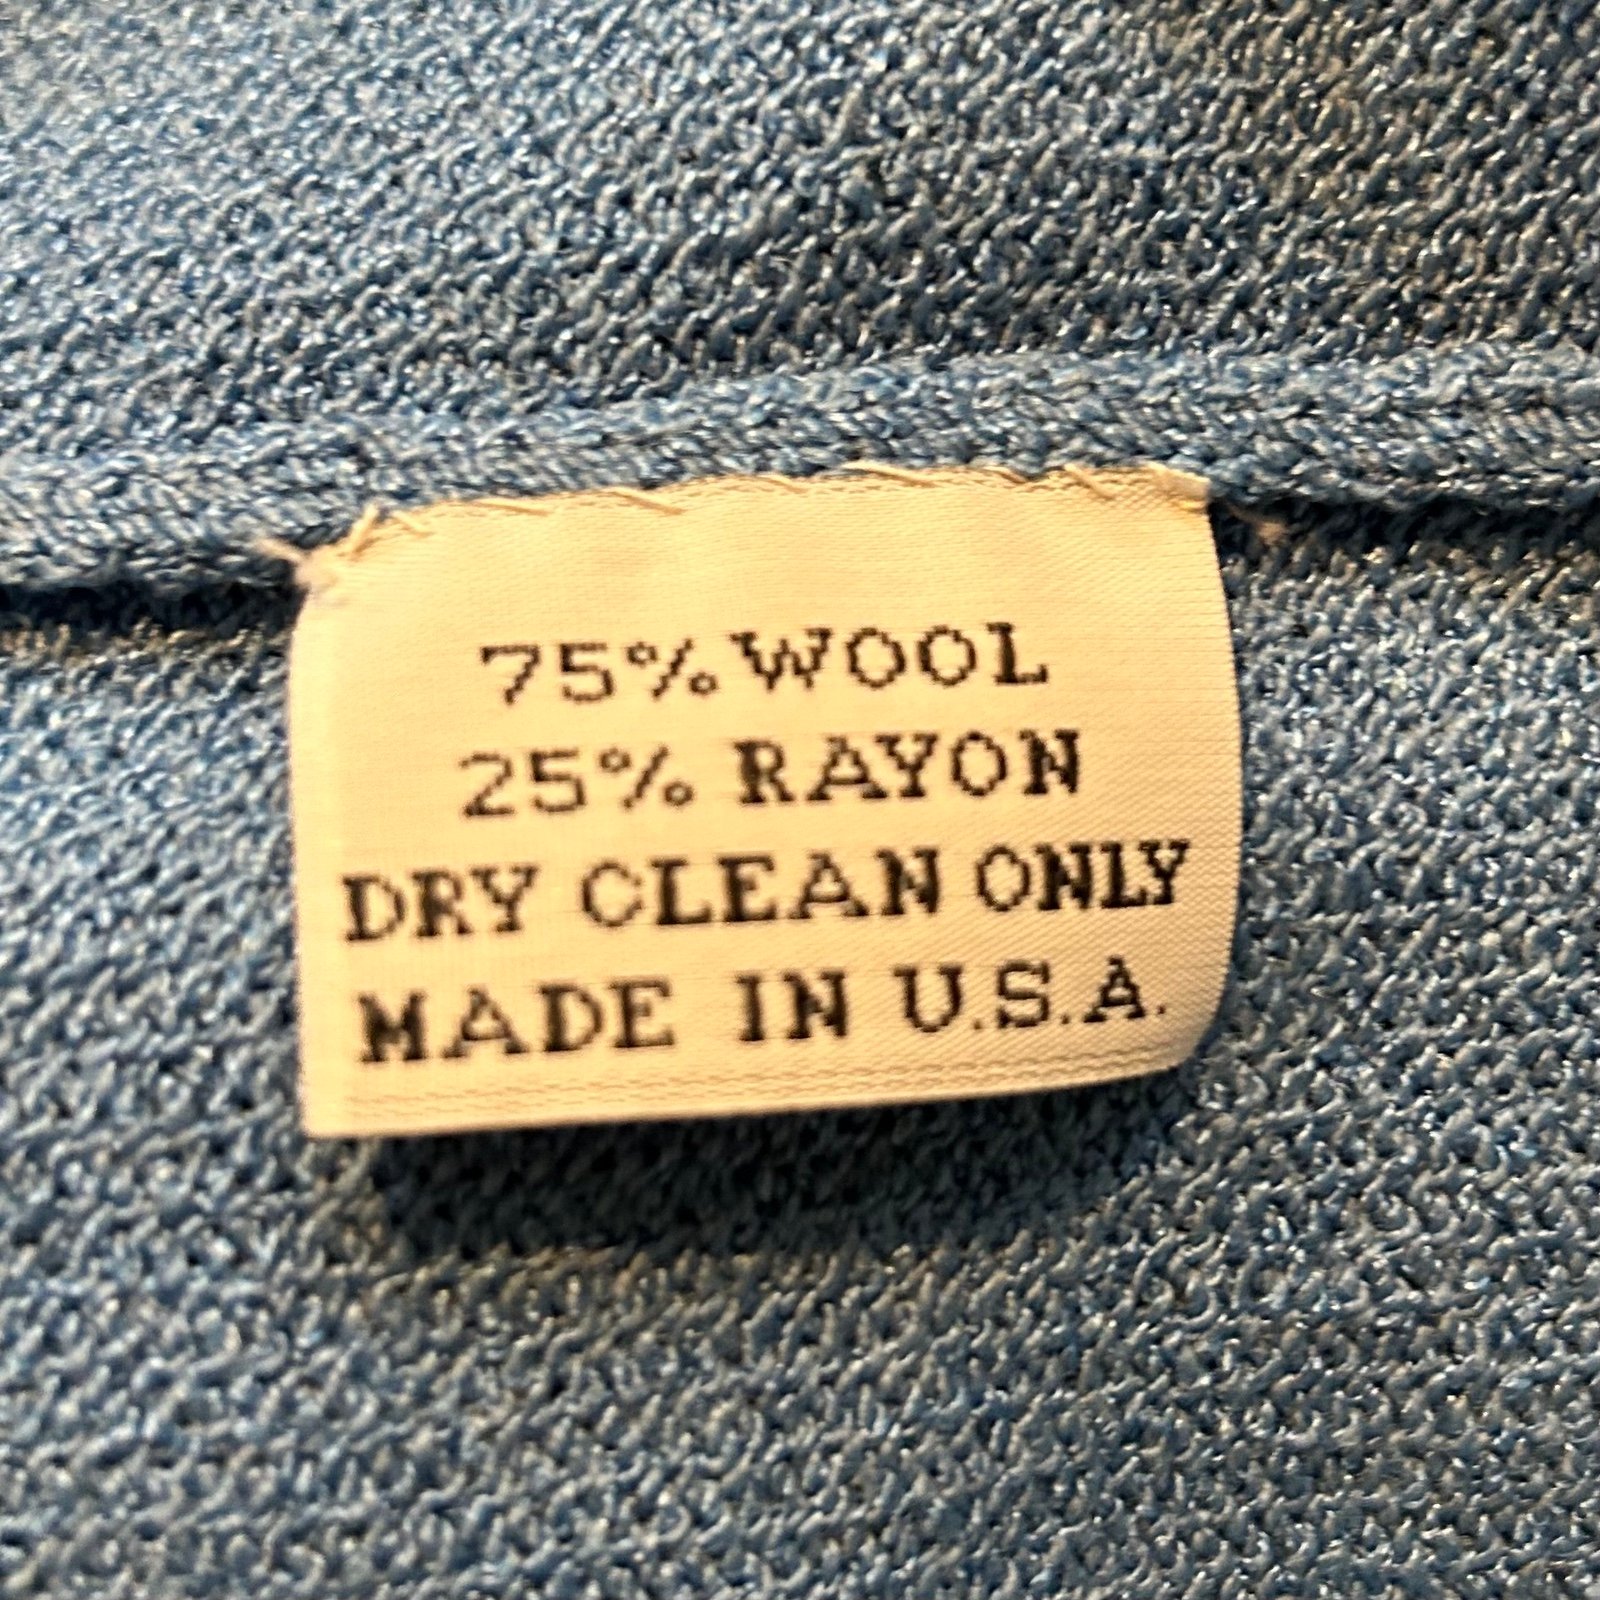 75% WOOL
25% RAYON
DRY CLEAN ONLY
MADE IN U.S.A.